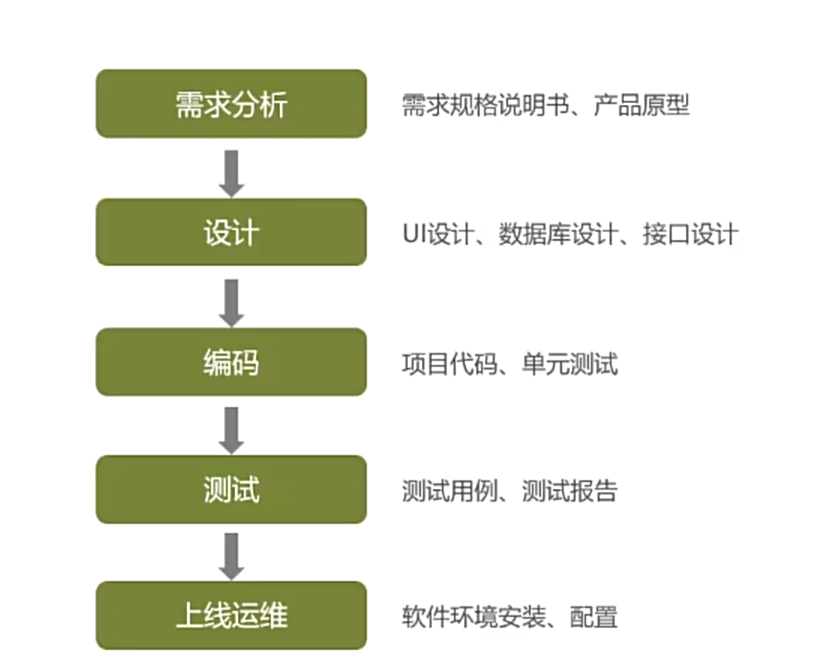 需求分析
需求规格说明书、产品原型
设计
UI设计、数据库设计、接口设计
编码
项目代码、单元测试
测试
测试用例、测试报告
上线运维
软件环境安装、配置